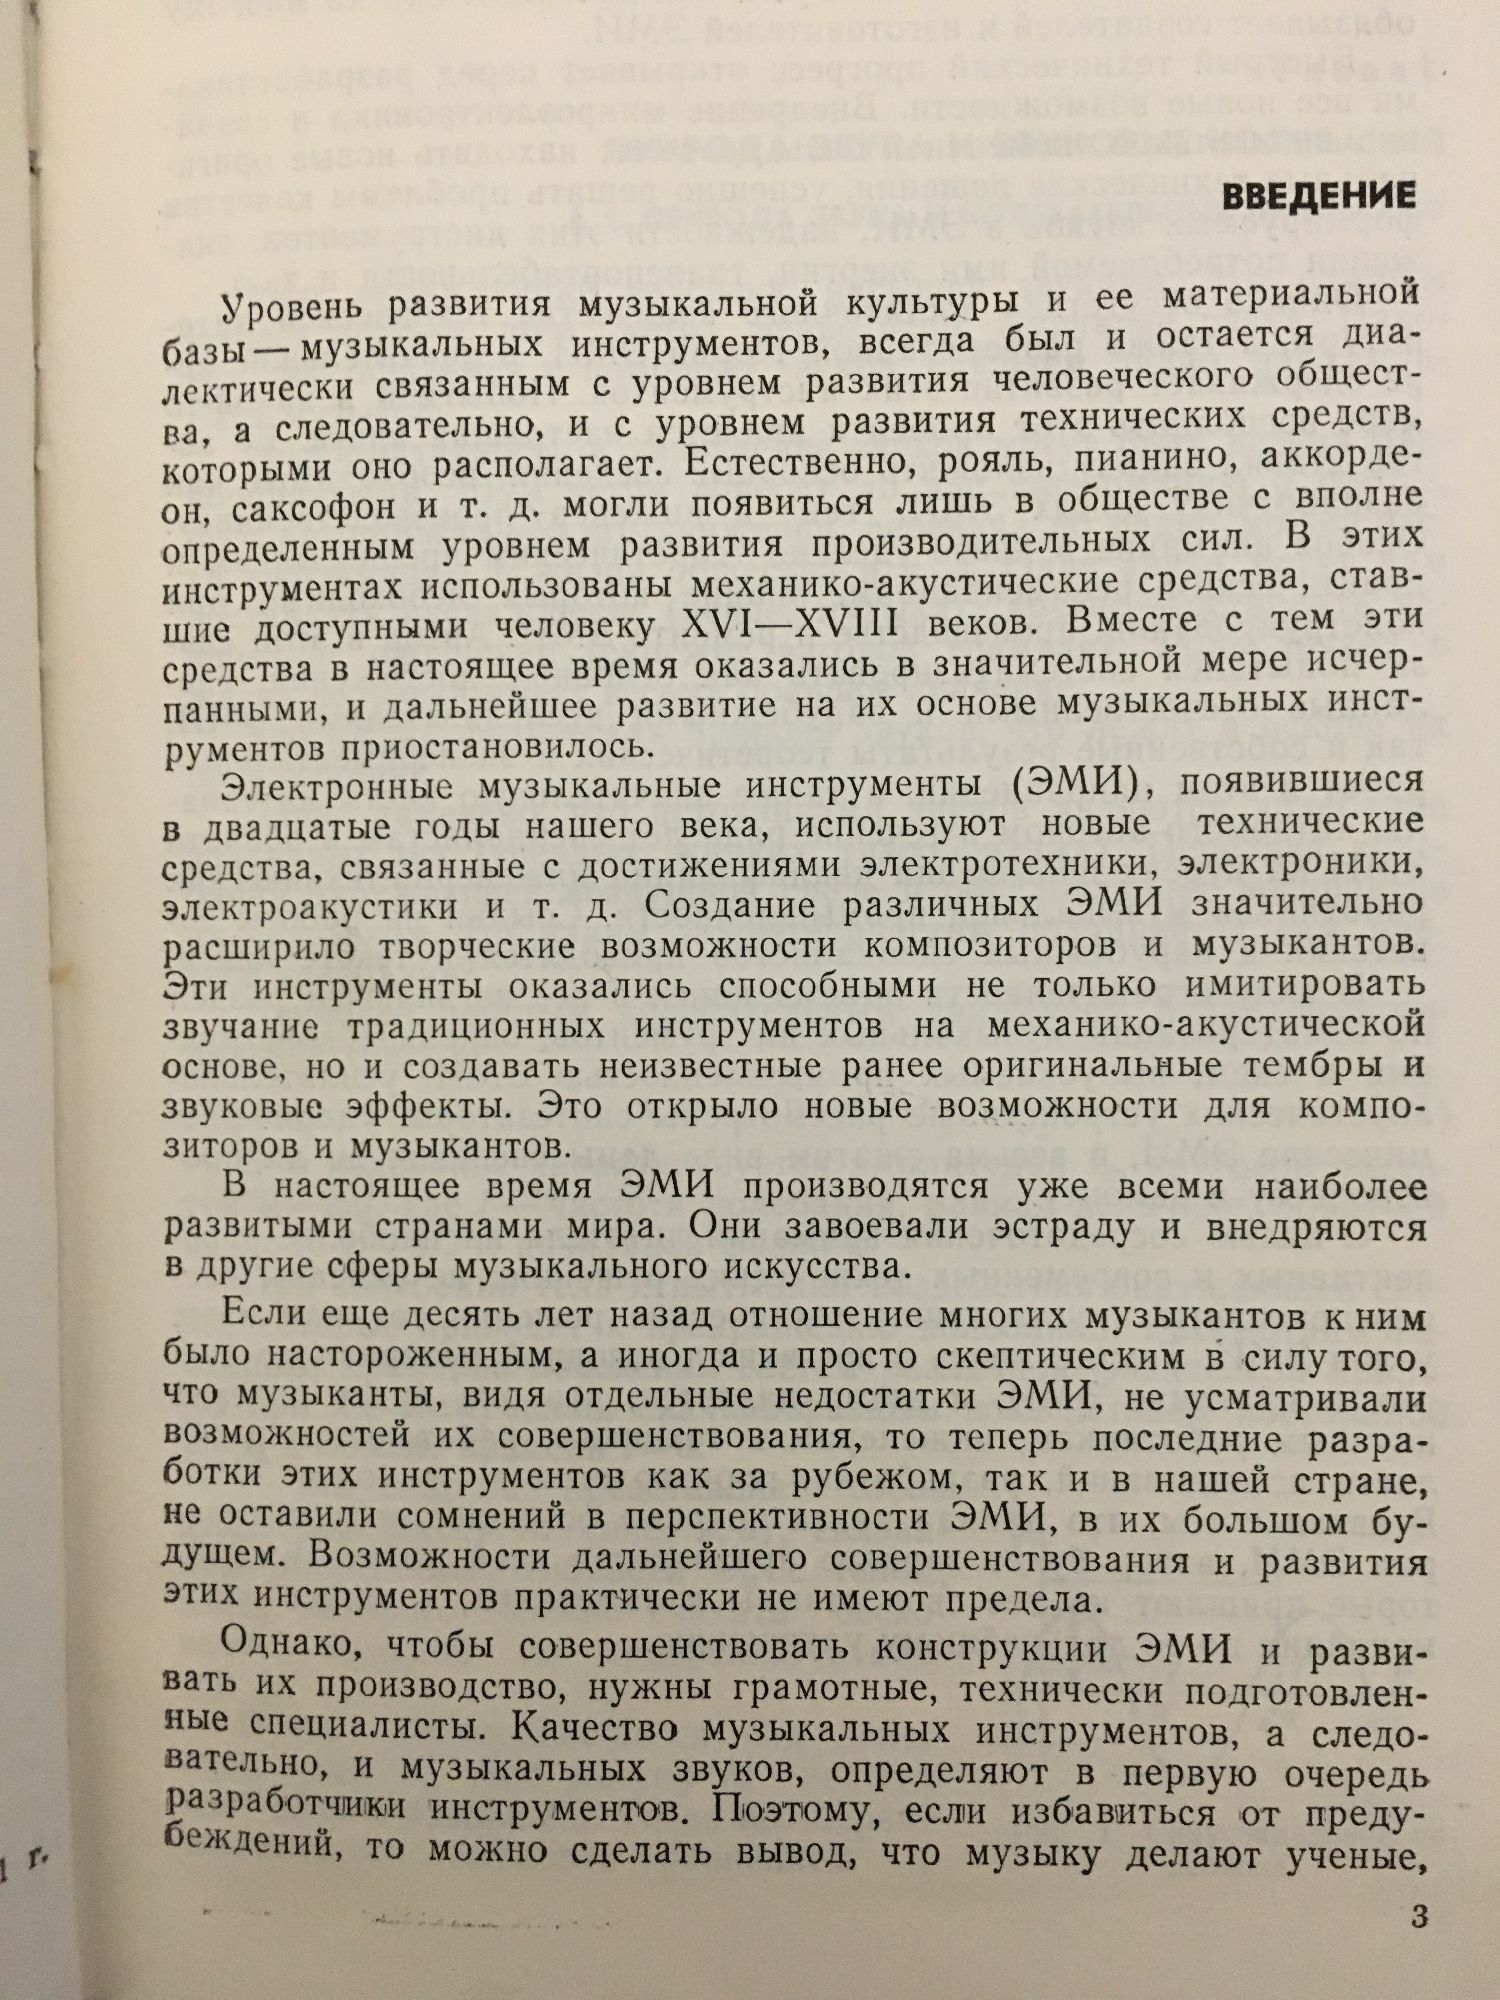 ВВЕДЕНИЕ
Уровень развития музыкальной культуры и ее материальной
базы — музыкальных инструментов, всегда был и остается диа-
лектически связанным с уровнем развития человеческого общест-
ва, а следовательно, и с уровнем развития технических средств,
которыми оно располагает. Естественно, рояль, пианино, аккорде-
он, саксофон и т. д. могли появиться лишь в обществе с вполне
определенным уровнем развития производительных сил. В этих
инструментах использованы механико-акустические средства, став-
шие доступными человеку XVI—XVIII веков. Вместе с тем эти
средства в настоящее время оказались в значительной мере исчер-
панными, и дальнейшее развитие на их основе музыкальных инст-
рументов приостановилось.
Электронные музыкальные инструменты (ЭМИ), появившиеся
в двадцатые годы нашего века, используют новые технические
средства, связанные с достижениями электротехники, электроники,
электроакустики и т. д. Создание различных ЭМИ значительно
расширило творческие возможности композиторов и музыкантов.
Эти инструменты оказались способными не только имитировать
звучание традиционных инструментов на механико-акустической
основе, но и создавать неизвестные ранее оригинальные тембры и
звуковые эффекты. Это открыло новые возможности для компо-
зиторов и музыкантов.
В настоящее время ЭМИ производятся уже всеми наиболее
развитыми странами мира. Они завоевали эстраду и внедряются
в другие сферы музыкального искусства.
Если еще десять лет назад отношение многих музыкантов к ним
было настороженным, а иногда и просто скептическим в силу того,
что музыканты, видя отдельные недостатки ЭМИ, не усматривали
возможностей их совершенствования, то теперь последние разра-
ботки этих инструментов как за рубежом, так и в нашей стране,
не оставили сомнений в перспективности ЭМИ, в их большом бу-
дущем. Возможности дальнейшего совершенствования и развития
этих инструментов практически не имеют предела.
Однако, чтобы совершенствовать конструкции ЭМИ и разви-
вать их производство, нужны грамотные, технически подготовлен-
ные специалисты. Качество музыкальных инструментов, а следо-
вательно, и музыкальных звуков, определяют в первую очередь
разработчики инструментов. Поэтому, если избавиться от преду-
беждений, то можно сделать вывод, что музыку делают ученые,
г.
3